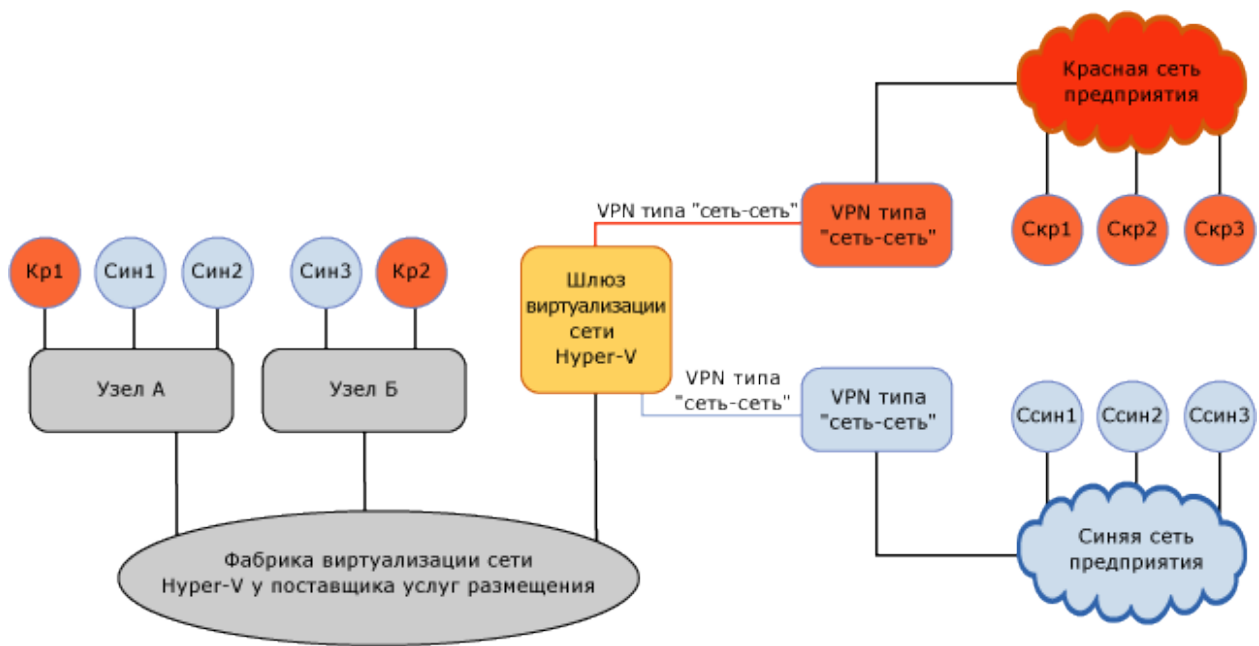 Красная сеть
предприятия
VPN типа "сеть-сеть"
VPN типа
"сеть-сеть"
Скр1
Скр2
Скр3
Кр1
Син1
Син2
Син3
Кр2
Шлюз
виртуализации
сети
Hyper-V
Узел А
Узел Б
VPN типа
"сеть-сеть"
VPN типа
"сеть-сеть"
Ссин1
Ссин2
Ссин3
Синяя сеть
предприятия
Фабрика виртуализации сети
Hyper-V у поставщика услуг размещения